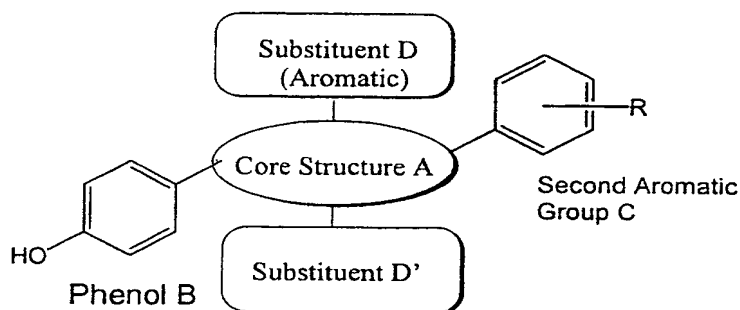 Substituent D
(Aromatic)
R
Core Structure A
Second Aromatic
Group C
HO
Substituent D'
Phenol B